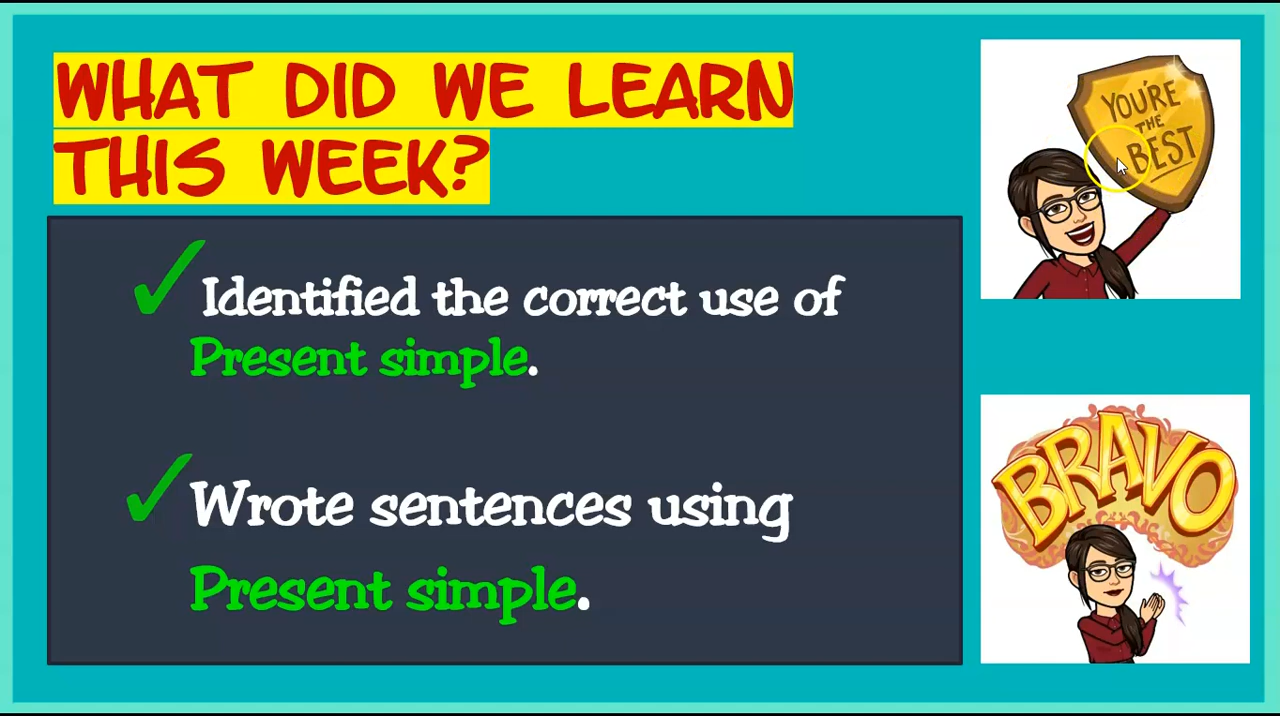 WHAT DID WE LEARN
THIS WEEK?
✓ Identified the correct use of
Present simple.
✓ Wrote sentences using
Present simple.
YOU'RE
THE
BEST
BRAVO